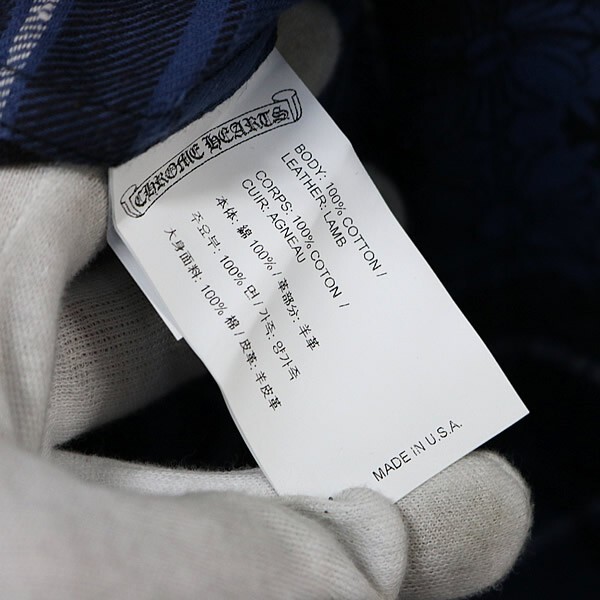 CHROME HEARTS
BODY: 100% COTTON /
LEATHER: LAMB
CORPS: 100% COTON /
CUIR: AGNEAU
本体: 綿 100% / 革部分: 羊革
주요부: 100% 면 / 가죽: 양가죽
大身面料: 100% 棉 / 皮革: 羊皮革
MADE IN U.S.A.